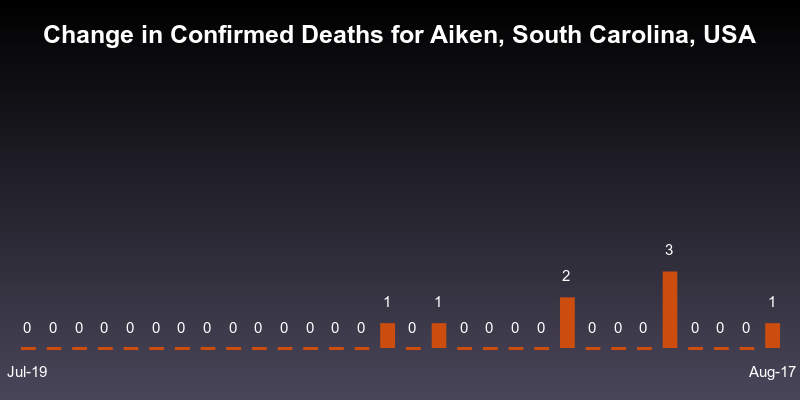 Change in Confirmed Deaths for Aiken, South Carolina, USA
3
2
1 1 1
0 0 0 0 0 0 0 0 0 0 0 0 0 0 0 0 0 0 0 0 0 0 0 0 0
Jul-19 Aug-17